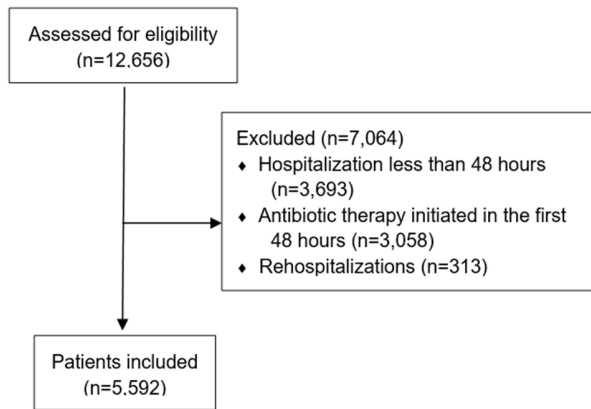 Assessed for eligibility
(n=12,656)
Excluded (n=7,064)
♦ Hospitalization less than 48 hours
(n=3,693)
♦ Antibiotic therapy initiated in the first
48 hours (n=3,058)
♦ Rehospitalizations (n=313)
Patients included
(n=5,592)